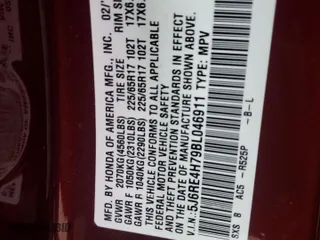 MFD. BY HONDA OF AMERICA MFG., INC. 02/
GVWR 2070KG(4560LBS) TIRE SIZE RIM SI
GAWR F 1050KG(2310LBS) 225/65R17 102T 17X6.
GAWR R 1040KG(2290LBS) 225/65R17 102T 17X6.
THIS VEHICLE CONFORMS TO ALL APPLICABLE
FEDERAL MOTOR VEHICLE SAFETY
AND THEFT PREVENTION STANDARDS IN EFFECT
ON THE DATE OF MANUFACTURE SHOWN ABOVE.
V.I.N: 5J6RE4H79BL046911 TYPE: MPV
SXS B AC5 -R525P -B-L